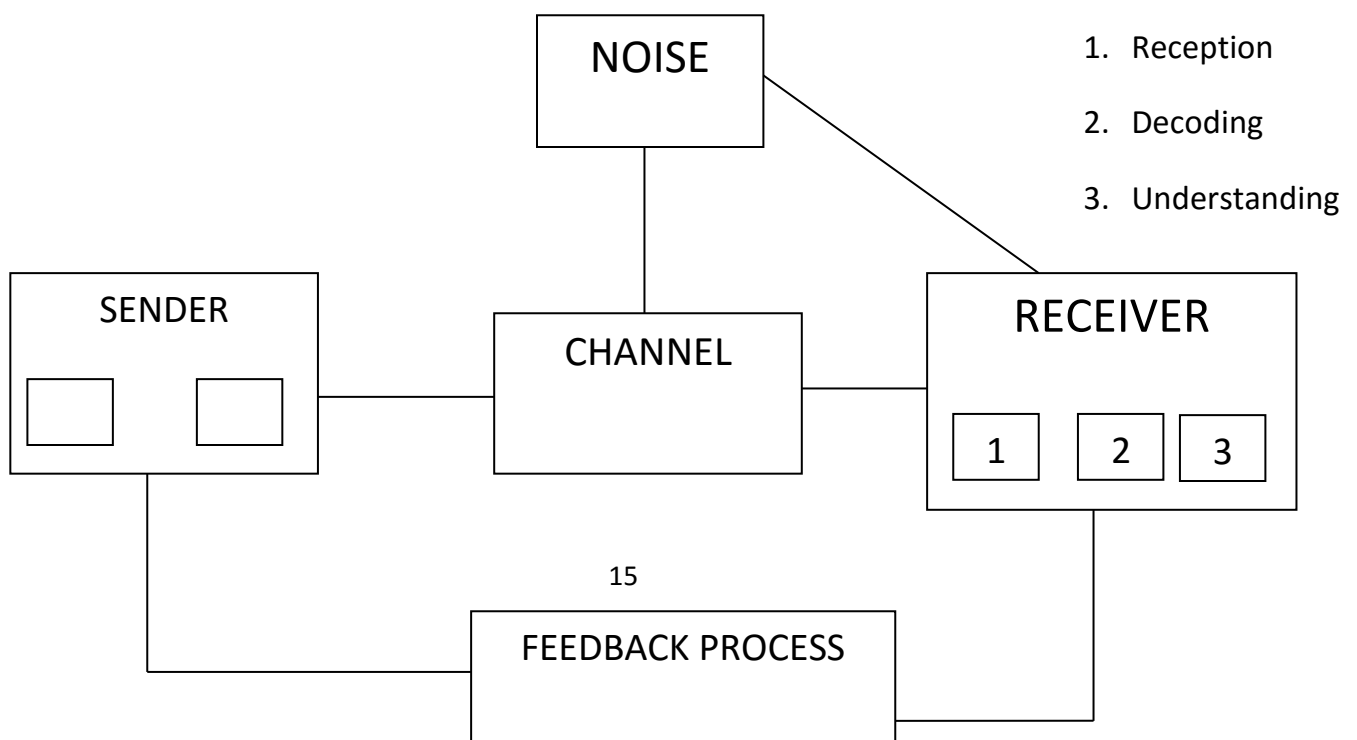 NOISE
1. Reception
2. Decoding
3. Understanding
SENDER
CHANNEL
RECEIVER
1 2 3
15
FEEDBACK PROCESS